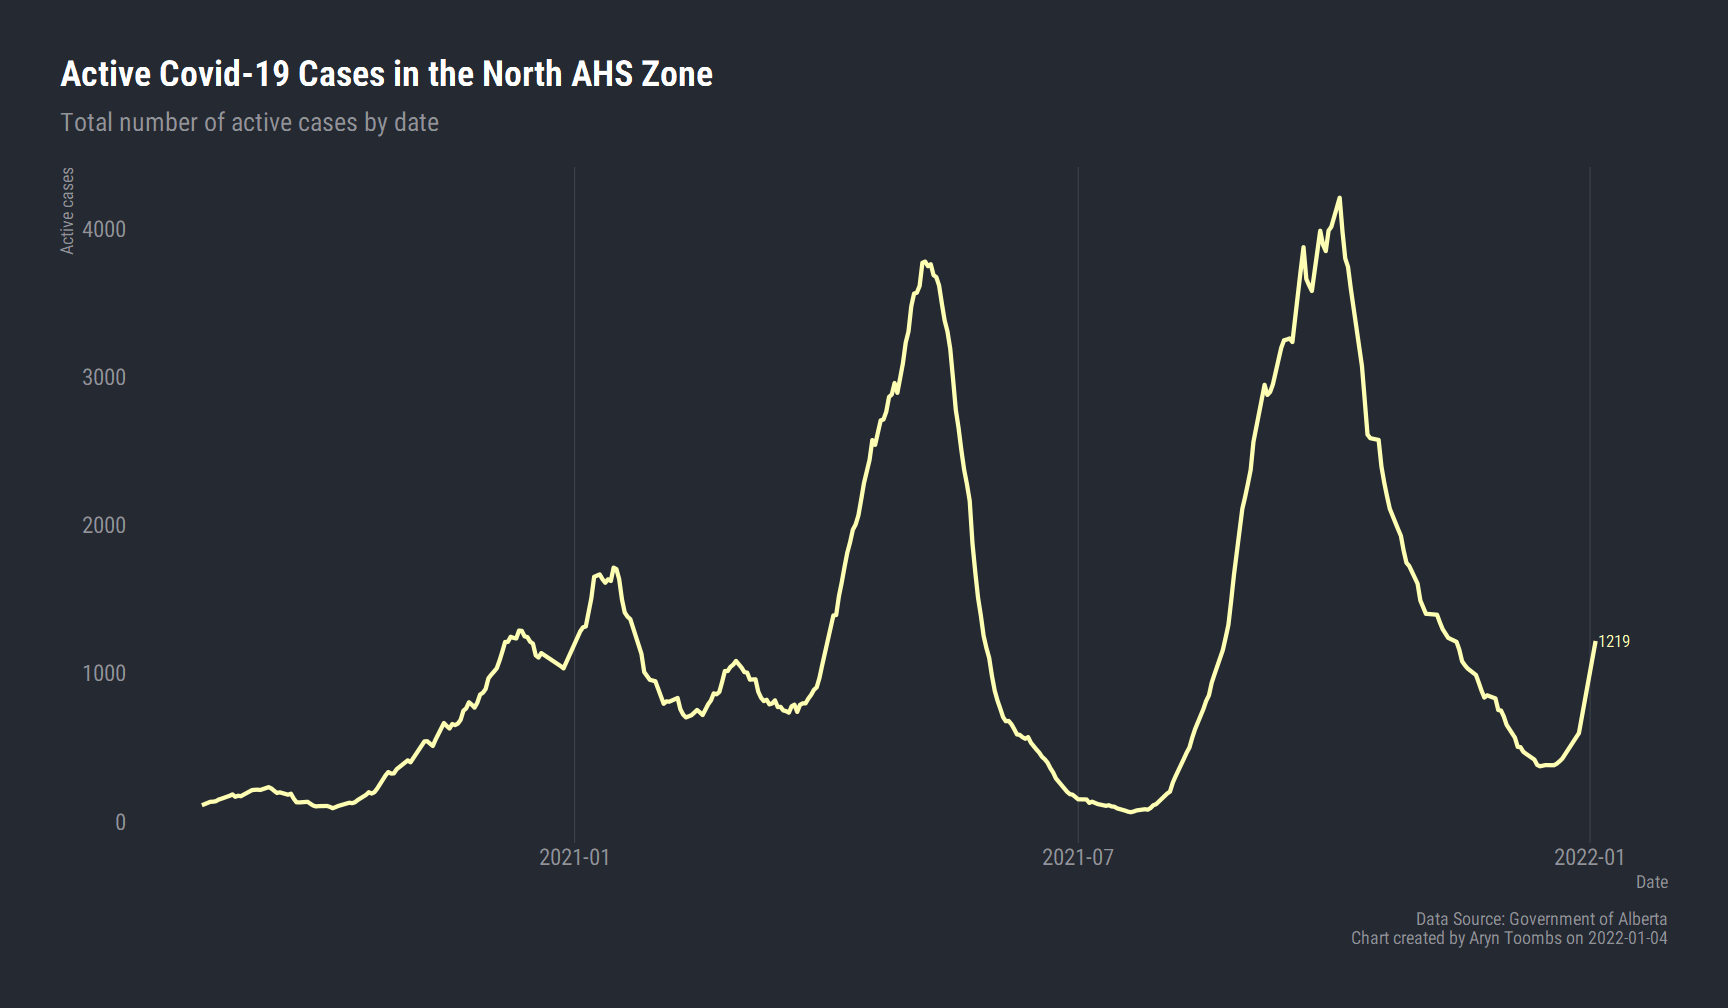 Active Covid-19 Cases in the North AHS Zone
Total number of active cases by date
Active cases
4000
3000
2000
1000
0
1219
2021-01
2021-07
2022-01
Date
Data Source: Government of Alberta
Chart created by Aryn Toombs on 2022-01-04